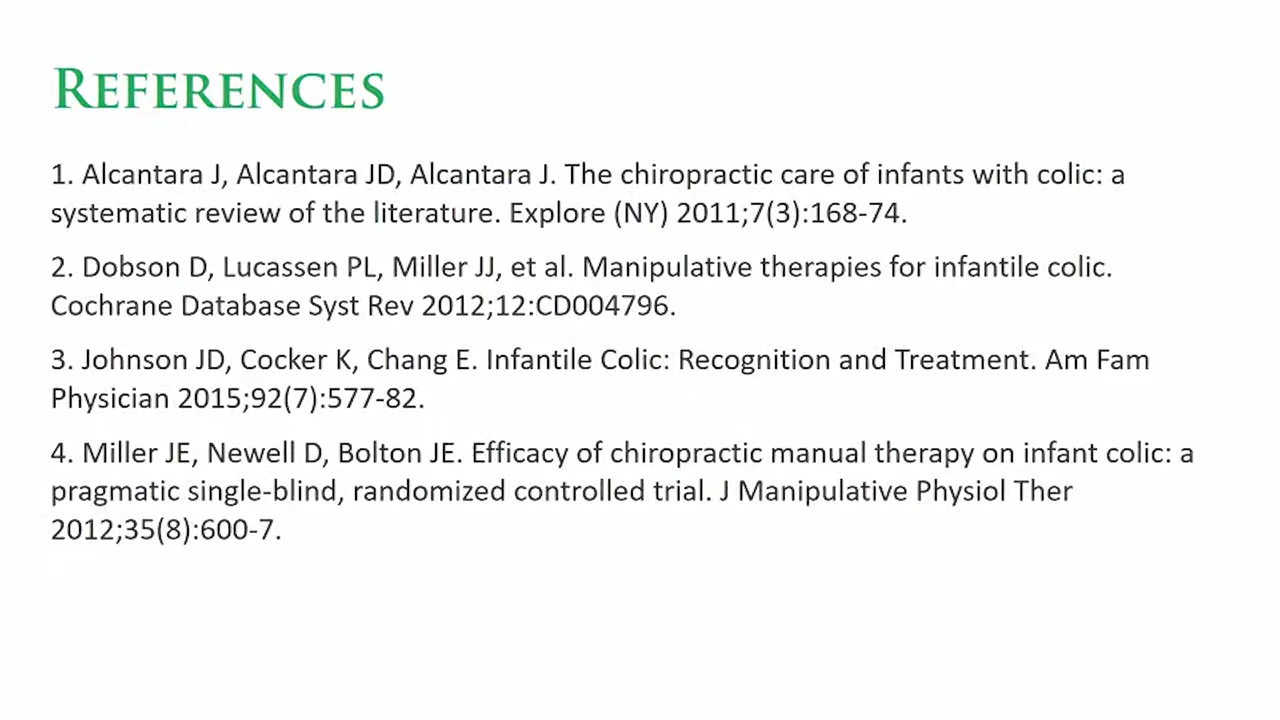 REFERENCES
1. Alcantara J, Alcantara JD, Alcantara J. The chiropractic care of infants with colic: a
systematic review of the literature. Explore (NY) 2011;7(3):168-74.
2. Dobson D, Lucassen PL, Miller JJ, et al. Manipulative therapies for infantile colic.
Cochrane Database Syst Rev 2012;12:CD004796.
3. Johnson JD, Cocker K, Chang E. Infantile Colic: Recognition and Treatment. Am Fam
Physician 2015;92(7):577-82.
4. Miller JE, Newell D, Bolton JE. Efficacy of chiropractic manual therapy on infant colic: a
pragmatic single-blind, randomized controlled trial. J Manipulative Physiol Ther
2012;35(8):600-7.